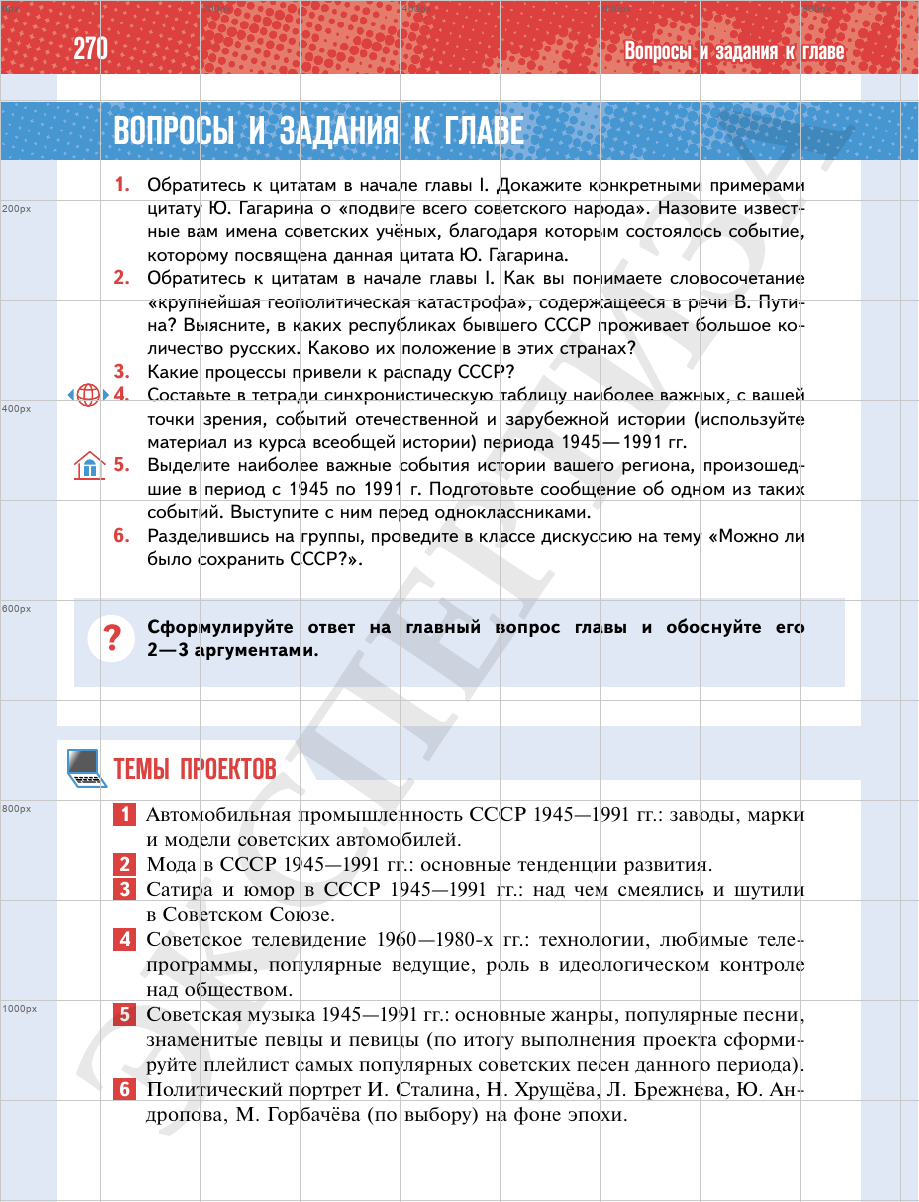 270
Вопросы и задания к главе
ВОПРОСЫ И ЗАДАНИЯ К ГЛАВЕ
1. Обратитесь к цитатам в начале главы I. Докажите конкретными примерами
цитату Ю. Гагарина о «подвиге всего советского народа». Назовите извест-
ные вам имена советских учёных, благодаря которым состоялось событие,
которому посвящена данная цитата Ю. Гагарина.
2. Обратитесь к цитатам в начале главы I. Как вы понимаете словосочетание
«крупнейшая геополитическая катастрофа», содержащееся в речи В. Пути-
на? Выясните, в каких республиках бывшего СССР проживает большое ко-
личество русских. Каково их положение в этих странах?
3. Какие процессы привели к распаду СССР?
4. Составьте в тетради синхронистическую таблицу наиболее важных, с вашей
точки зрения, событий отечественной и зарубежной истории (используйте
материал из курса всеобщей истории) периода 1945—1991 гг.
5. Выделите наиболее важные события истории вашего региона, произошед-
шие в период с 1945 по 1991 г. Подготовьте сообщение об одном из таких
событий. Выступите с ним перед одноклассниками.
6. Разделившись на группы, проведите в классе дискуссию на тему «Можно ли
было сохранить СССР?».
? Сформулируйте ответ на главный вопрос главы и обоснуйте его
2—3 аргументами.
ТЕМЫ ПРОЕКТОВ
1 Автомобильная промышленность СССР 1945—1991 гг.: заводы, марки
и модели советских автомобилей.
2 Мода в СССР 1945—1991 гг.: основные тенденции развития.
3 Сатира и юмор в СССР 1945—1991 гг.: над чем смеялись и шутили
в Советском Союзе.
4 Советское телевидение 1960—1980-х гг.: технологии, любимые теле-
программы, популярные ведущие, роль в идеологическом контроле
над обществом.
5 Советская музыка 1945—1991 гг.: основные жанры, популярные песни,
знаменитые певцы и певицы (по итогу выполнения проекта сформи-
руйте плейлист самых популярных советских песен данного периода).
6 Политический портрет И. Сталина, Н. Хрущёва, Л. Брежнева, Ю. Ан-
дропова, М. Горбачёва (по выбору) на фоне эпохи.
ЭКСПЕРТИЗА
200px
400px
600px
800px
1000px